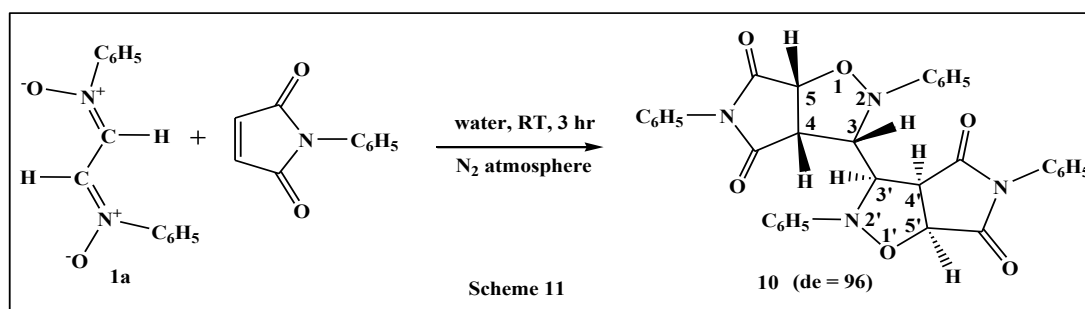 C₆H₅
⁻O
N⁺
C
H
H
C
N⁺
⁻O
C₆H₅
1a
+
O
N
C₆H₅
O
water, RT, 3 hr
N₂ atmosphere
Scheme 11
H
O
O
1
C₆H₅
5
N
2
C₆H₅
N
4
3
H
O
H
H
H
O
3'
4'
N
C₆H₅
C₆H₅
N
2'
1'
5'
O
H
O
10 (de = 96)